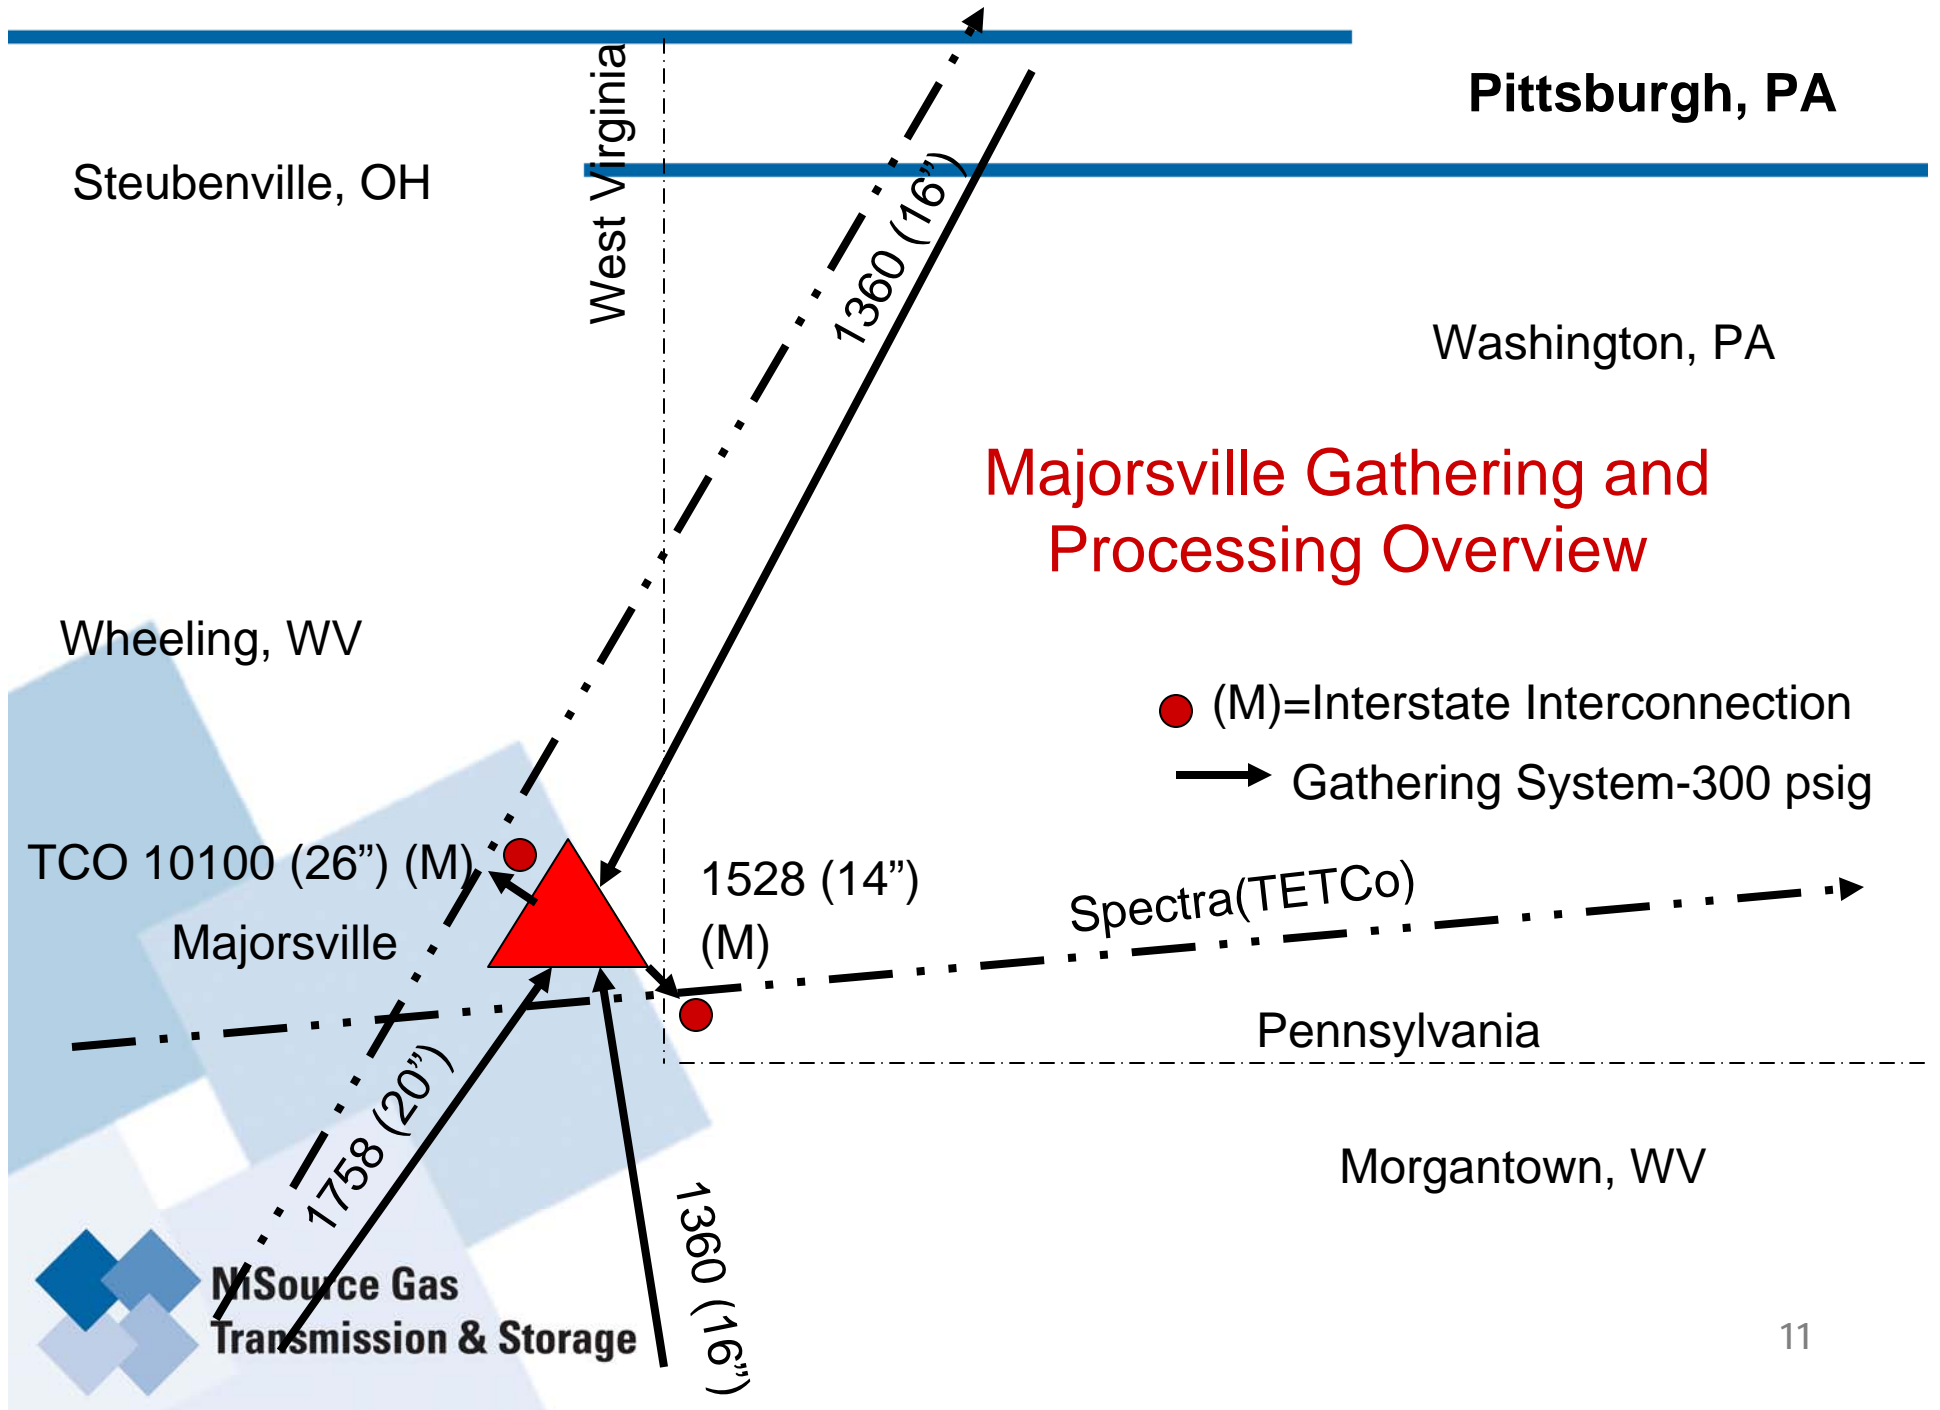 Pittsburgh, PA
West Virginia
Steubenville, OH
1360 (16”)
Washington, PA
Majorsville Gathering and
Processing Overview
Wheeling, WV
(M)=Interstate Interconnection
Gathering System-300 psig
TCO 10100 (26”) (M)
1528 (14”)
(M)
Spectra(TETCo)
Majorsville
Pennsylvania
1758 (20”)
Morgantown, WV
1360 (16”)
NiSource Gas
Transmission & Storage
11